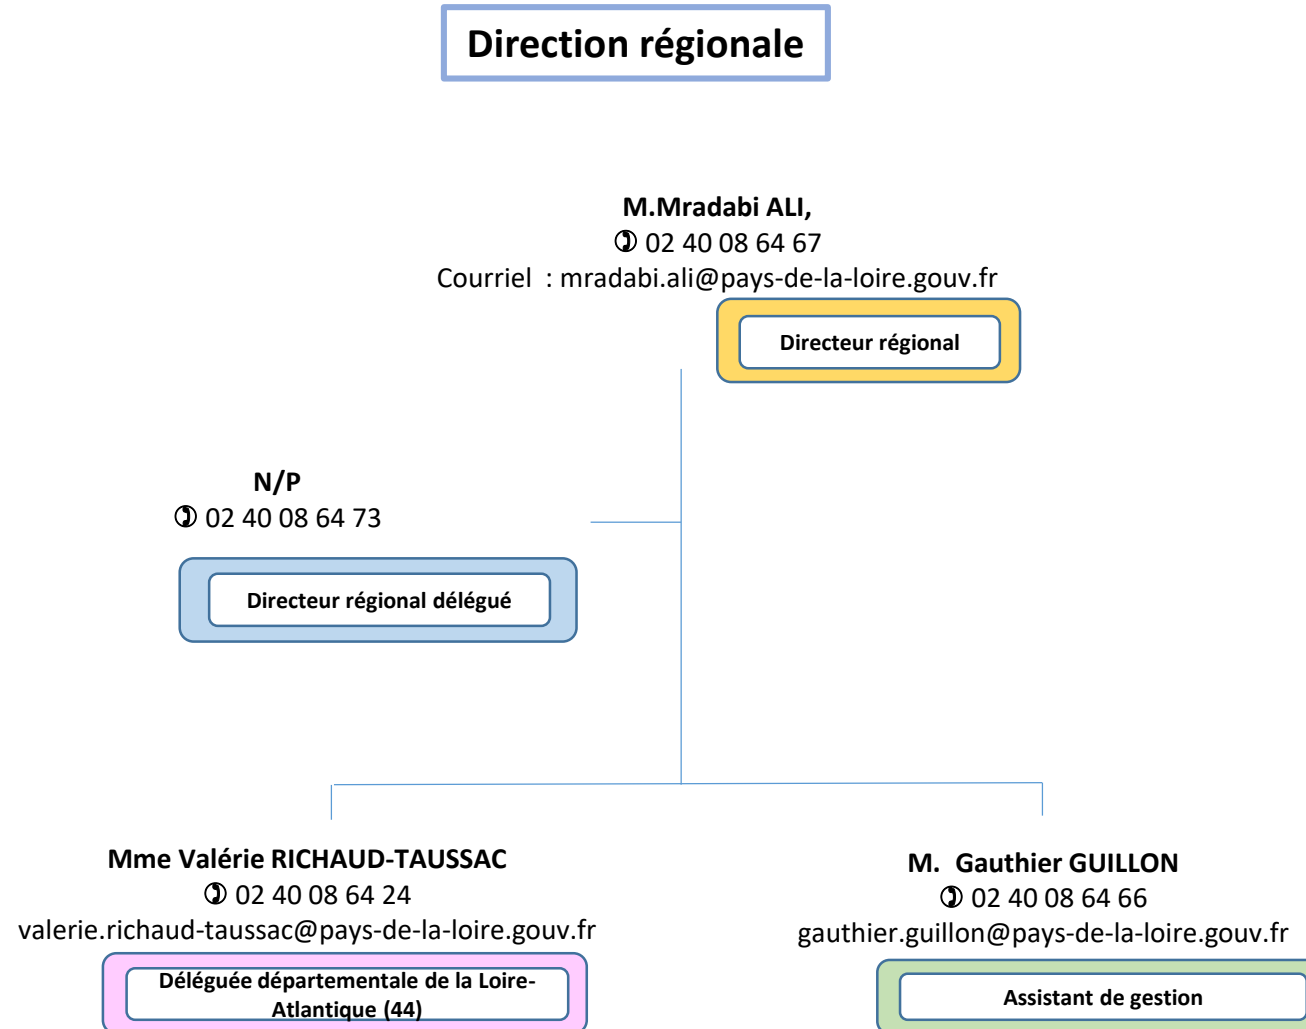 Direction régionale
M.Mradabi ALI,
✆ 02 40 08 64 67
Courriel : mradabi.ali@pays-de-la-loire.gouv.fr
Directeur régional
N/P
✆ 02 40 08 64 73
Directeur régional délégué
Mme Valérie RICHAUD-TAUSSAC
✆ 02 40 08 64 24
valerie.richaud-taussac@pays-de-la-loire.gouv.fr
Déléguée départementale de la Loire-
Atlantique (44)
M. Gauthier GUILLON
✆ 02 40 08 64 66
gauthier.guillon@pays-de-la-loire.gouv.fr
Assistant de gestion